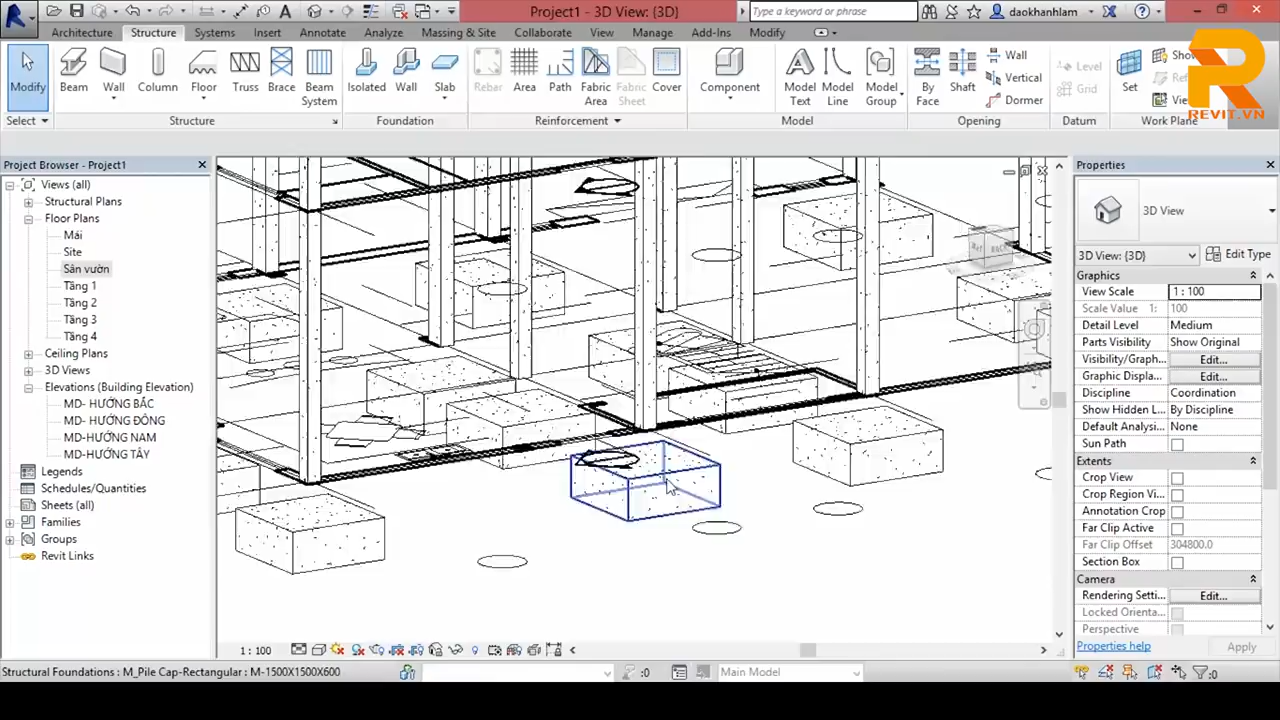 Project1 - 3D View: {3D}
Type a keyword or phrase
daokhanhlam
Architecture Structure Systems Insert Annotate Analyze Massing & Site Collaborate View Manage Add-Ins Modify
Modify Beam Wall Column Floor Truss Brace Beam System Isolated Wall Slab Rebar Area Path Fabric Area Fabric Sheet Cover Component Model Text Model Line Model Group By Face Shaft Wall Vertical Dormer Level Grid Set
Select Structure Foundation Reinforcement Model Opening Datum Work Plane
REVIT.VN
Project Browser - Project1
Views (all)
Structural Plans
Floor Plans
Mái
Site
Sân vườn
Tầng 1
Tầng 2
Tầng 3
Tầng 4
Ceiling Plans
3D Views
Elevations (Building Elevation)
MD- HƯỚNG BẮC
MD- HƯỚNG ĐÔNG
MD-HƯỚNG NAM
MD-HƯỚNG TÂY
Legends
Schedules/Quantities
Sheets (all)
Families
Groups
Revit Links
BACK
Properties
3D View
3D View: {3D} Edit Type
Graphics
View Scale 1 : 100
Scale Value 1: 100
Detail Level Medium
Parts Visibility Show Original
Visibility/Graph... Edit...
Graphic Displa... Edit...
Discipline Coordination
Show Hidden L... By Discipline
Default Analysi... None
Sun Path
Extents
Crop View
Crop Region Vi...
Annotation Crop
Far Clip Active
Far Clip Offset 304800.0
Section Box
Camera
Rendering Setti... Edit...
Locked Orienta...
Perspective
Properties help Apply
1 : 100
Structural Foundations : M_Pile Cap-Rectangular : M-1500X1500X600
:0
Main Model
:0